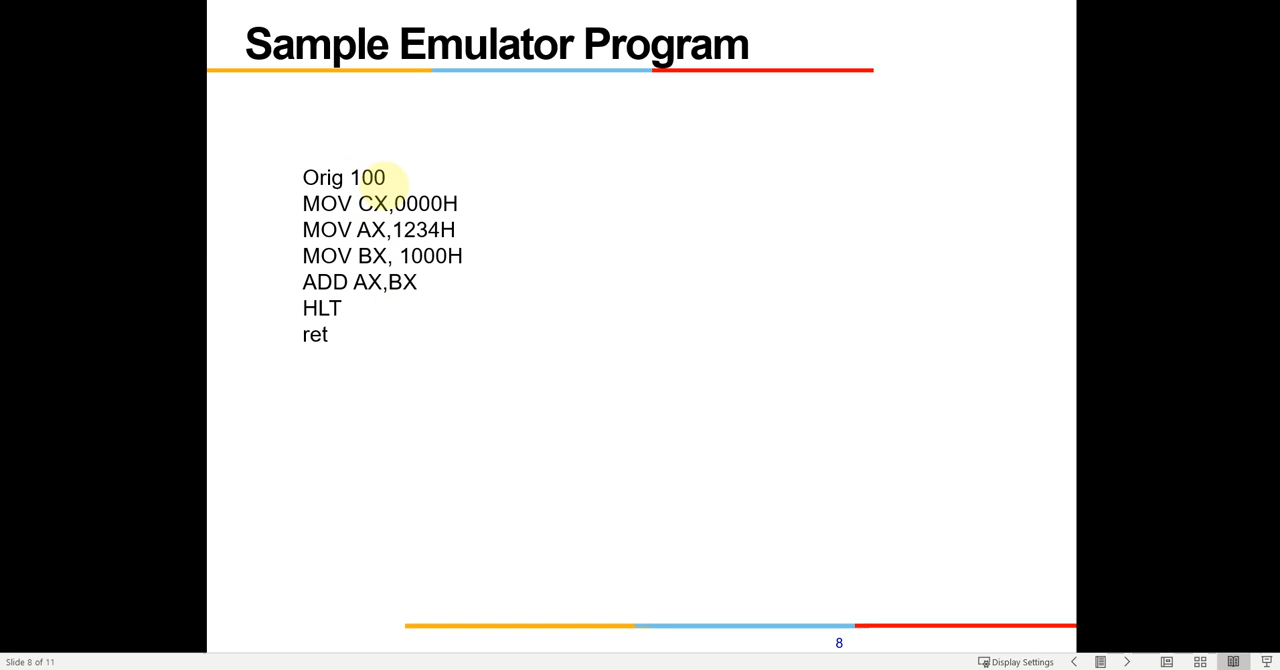 Sample Emulator Program
Orig 100
MOV CX,0000H
MOV AX,1234H
MOV BX, 1000H
ADD AX,BX
HLT
ret
8
Slide 8 of 11
Display Settings